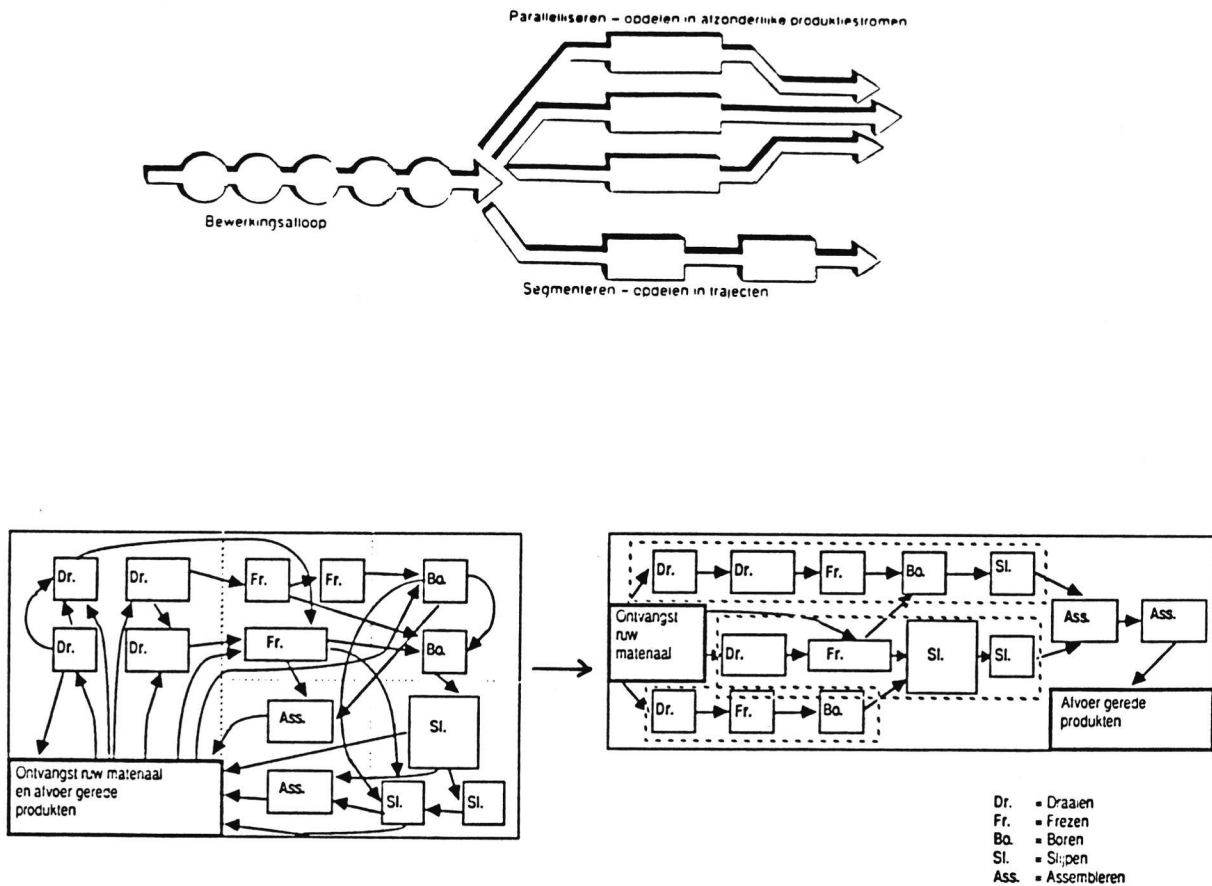 Parallelliseren – opdelen in afzonderlijke produktiestromen
Bewerkingsafloop
Segmenteren – opdelen in trajecten
Dr.
Dr.
Fr.
Fr.
Bo.
Dr.
Dr.
Fr.
Bo.
Ass.
Sl.
Ontvangst ruw materiaal
en afvoer gerede
produkten
Ass.
Sl.
Sl.
Dr.
Dr.
Fr.
Bo.
Sl.
Ontvangst
ruw
materiaal
Ass.
Ass.
Dr.
Fr.
Sl.
Sl.
Dr.
Fr.
Bo.
Afvoer gerede
produkten
Dr. = Draaien
Fr. = Frezen
Bo. = Boren
Sl. = Slijpen
Ass. = Assembleren